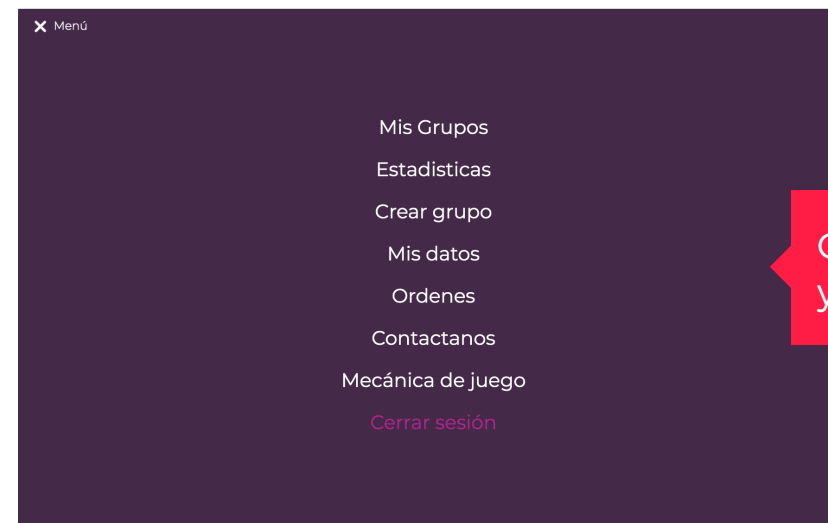 Menú
Mis Grupos
Estadisticas
Crear grupo
Mis datos
Ordenes
Contactanos
Mecánica de juego
Cerrar sesión